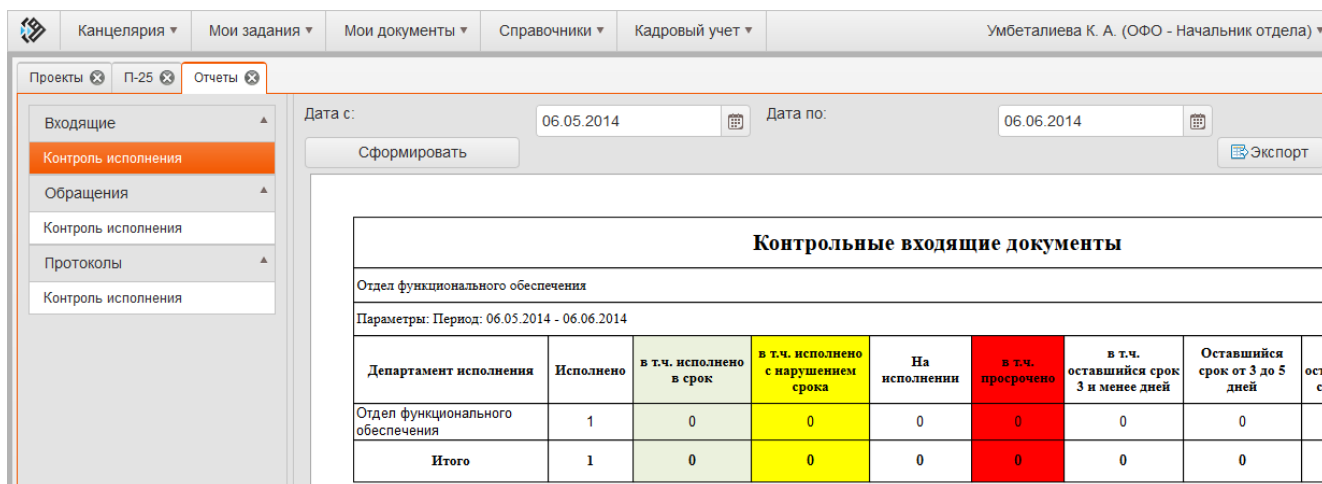 Канцелярия Мои задания Мои документы Справочники Кадровый учет Умбеталиева К. А. (ОФО - Начальник отдела)
Проекты П-25 Отчеты
Входящие
Контроль исполнения
Обращения
Контроль исполнения
Протоколы
Контроль исполнения
Дата с: 06.05.2014 Дата по: 06.06.2014
Сформировать Экспорт
Контрольные входящие документы
Отдел функционального обеспечения
Параметры: Период: 06.05.2014 - 06.06.2014
Департамент исполнения
Исполнено
в т.ч. исполнено
в срок
в т.ч. исполнено
с нарушением
срока
На
исполнении
в т.ч.
просрочено
в т.ч.
оставшийся срок
3 и менее дней
Оставшийся
срок от 3 до 5
дней
Отдел функционального
обеспечения
1 0 0 0 0 0 0
Итого 1 0 0 0 0 0 0